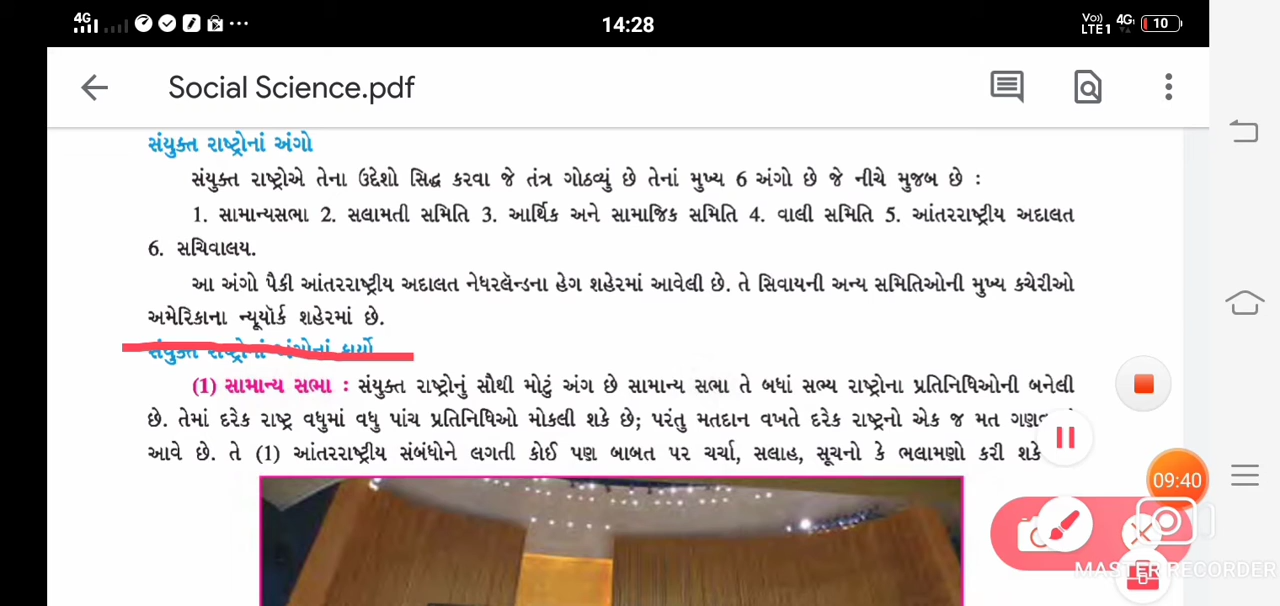 4G
14:28
Vo)) 4G
LTE1
10
Social Science.pdf
સંયુક્ત રાષ્ટ્રોનાં અંગો
સંયુક્ત રાષ્ટ્રોએ તેના ઉદ્દેશો સિદ્ધ કરવા જે તંત્ર ગોઠવ્યું છે તેનાં મુખ્ય 6 અંગો છે જે નીચે મુજબ છે :
1. સામાન્યસભા 2. સલામતી સમિતિ 3. આર્થિક અને સામાજિક સમિતિ 4. વાલી સમિતિ 5. આંતરરાષ્ટ્રીય અદાલત
6. સચિવાલય.
આ અંગો પૈકી આંતરરાષ્ટ્રીય અદાલત નેધરલૅન્ડના હેગ શહેરમાં આવેલી છે. તે સિવાયની અન્ય સમિતિઓની મુખ્ય કચેરીઓ
અમેરિકાના ન્યૂયૉર્ક શહેરમાં છે.
સંયુક્ત રાષ્ટ્રોનાં અંગોનાં કાર્યો
(1) સામાન્ય સભા : સંયુક્ત રાષ્ટ્રોનું સૌથી મોટું અંગ છે સામાન્ય સભા તે બધાં સભ્ય રાષ્ટ્રોના પ્રતિનિધિઓની બનેલી
છે. તેમાં દરેક રાષ્ટ્ર વધુમાં વધુ પાંચ પ્રતિનિધિઓ મોકલી શકે છે; પરંતુ મતદાન વખતે દરેક રાષ્ટ્રનો એક જ મત
આવે છે. તે (1) આંતરરાષ્ટ્રીય સંબંધોને લગતી કોઈ પણ બાબત પર ચર્ચા, સલાહ, સૂચનો કે ભલામણો કરી શકે
09:40
MASTER RECORDER